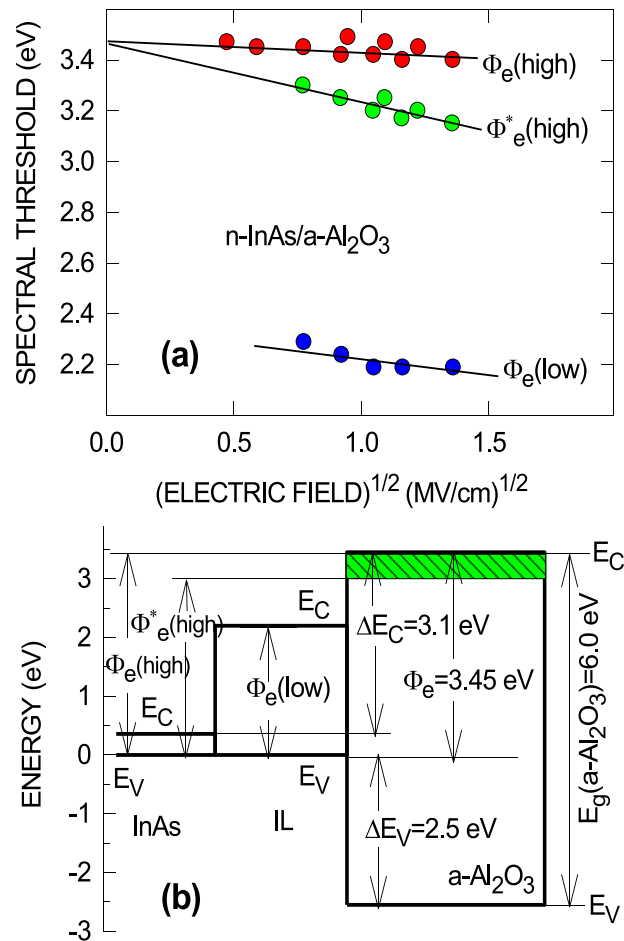 SPECTRAL THRESHOLD (eV)
3.4
3.2
3.0
2.8
2.6
2.4
2.2
Φe(high)
Φ*e(high)
n-InAs/a-Al2O3
(a)
Φe(low)
0.0 0.5 1.0 1.5
(ELECTRIC FIELD)1/2 (MV/cm)1/2
ENERGY (eV)
3
2
1
0
-1
-2
-3
EC
EC
Φ*e(high)
ΔEC=3.1 eV
Φe(high)
Φe(low)
Φe=3.45 eV
EC
EV
EV
InAs
IL
ΔEV=2.5 eV
a-Al2O3
(b)
EV
Eg(a-Al2O3)=6.0 eV